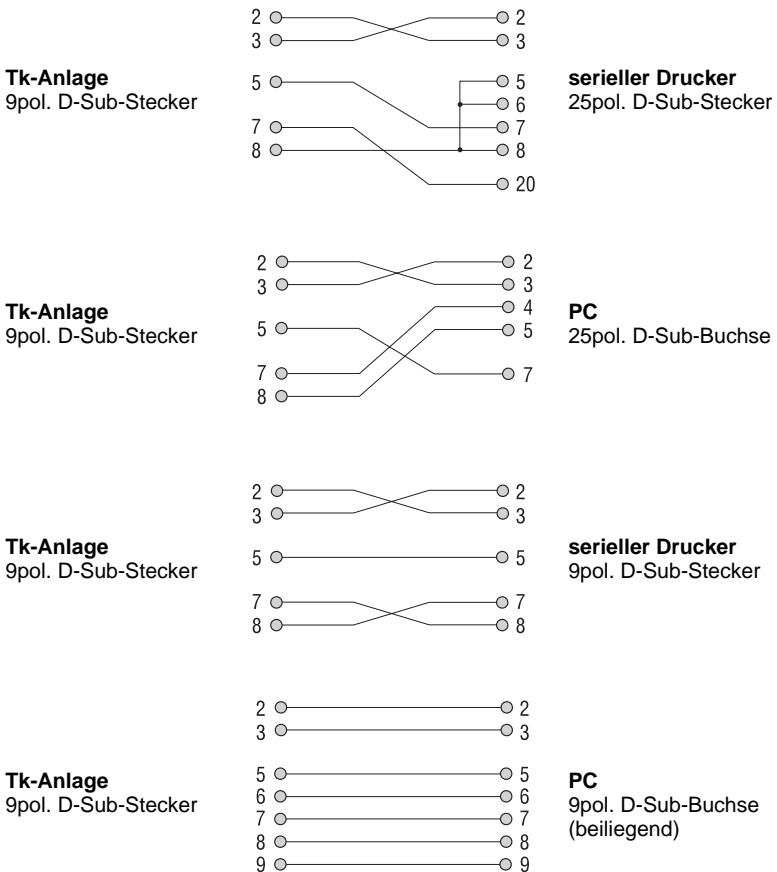 2 2
3 3
Tk-Anlage
9pol. D-Sub-Stecker
5 5
6
7 7
8 8
20
serieller Drucker
25pol. D-Sub-Stecker
2 2
3 3
4
Tk-Anlage
9pol. D-Sub-Stecker
5 5
7 7
8
PC
25pol. D-Sub-Buchse
2 2
3 3
Tk-Anlage
9pol. D-Sub-Stecker
5 5
7 7
8 8
serieller Drucker
9pol. D-Sub-Stecker
2 2
3 3
Tk-Anlage
9pol. D-Sub-Stecker
5 5
6 6
7 7
8 8
9 9
PC
9pol. D-Sub-Buchse
(beiliegend)